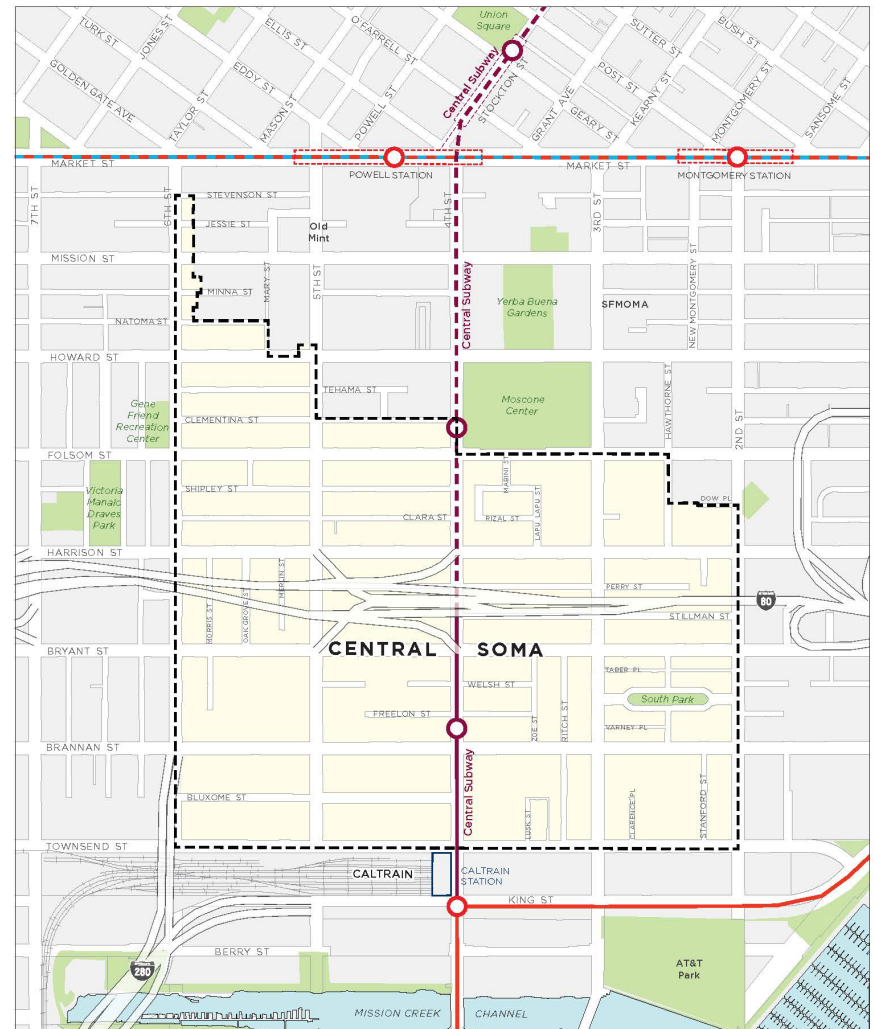 Union
Square
TURK ST
JONES ST
ELLIS ST
O'FARRELL ST
SUTTER ST
BUSH ST
GOLDEN GATE AVE
EDDY ST
Central Subway
STOCKTON ST
POST ST
TAYLOR ST
MASON ST
POWELL ST
GRANT AVE
GEARY ST
KEARNY ST
MONTGOMERY ST
SANSOME ST
MARKET ST
MARKET ST
POWELL STATION
MONTGOMERY STATION
7TH ST
6TH ST
STEVENSON ST
4TH ST
3RD ST
JESSIE ST
Old
Mint
MISSION ST
MARY ST
5TH ST
Central Subway
NEW MONTGOMERY ST
MINNA ST
Yerba Buena
Gardens
SFMOMA
NATOMA ST
HOWARD ST
TEHAMA ST
HAWTHORNE ST
Gene
Friend
Recreation
Center
CLEMENTINA ST
Moscone
Center
2ND ST
FOLSOM ST
SHIPLEY ST
MABINI ST
LAPU LAPU ST
DOW PL
Victoria
Manalo
Draves
Park
CLARA ST
RIZAL ST
HARRISON ST
MERLIN ST
PERRY ST
80
MORRIS ST
OAK GROVE ST
STILLMAN ST
BRYANT ST
CENTRAL SOMA
TABER PL
WELSH ST
South Park
FREELON ST
ZOE ST
RITCH ST
VARNEY PL
BRANNAN ST
Central Subway
BLUXOME ST
LUSK ST
CLARENCE PL
STANFORD ST
TOWNSEND ST
CALTRAIN
CALTRAIN
STATION
KING ST
BERRY ST
280
AT&T
Park
MISSION CREEK CHANNEL